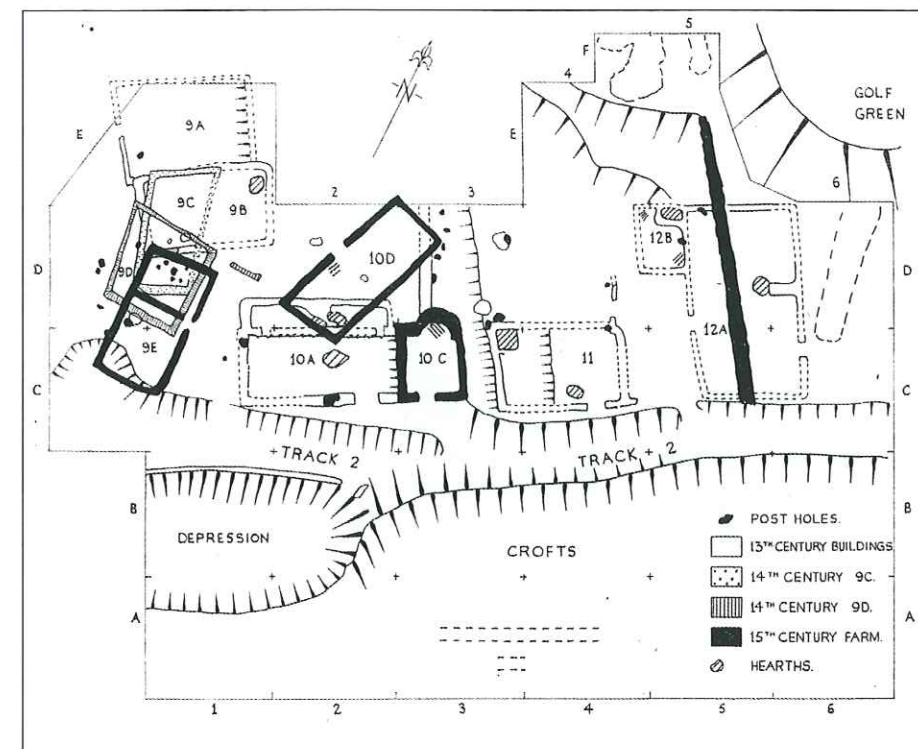 5
F
4
GOLF
GREEN
9A
N
E
E
6
2
3
9C
9B
12B
10D
D
9D
D
12A
9E
10A
10C
11
C
C
TRACK 2
TRACK 2
B
B
POST HOLES.
DEPRESSION
CROFTS
13TH CENTURY BUILDINGS
14TH CENTURY 9C.
A
14TH CENTURY 9D.
A
15TH CENTURY FARM.
HEARTHS.
1
2
3
4
5
6